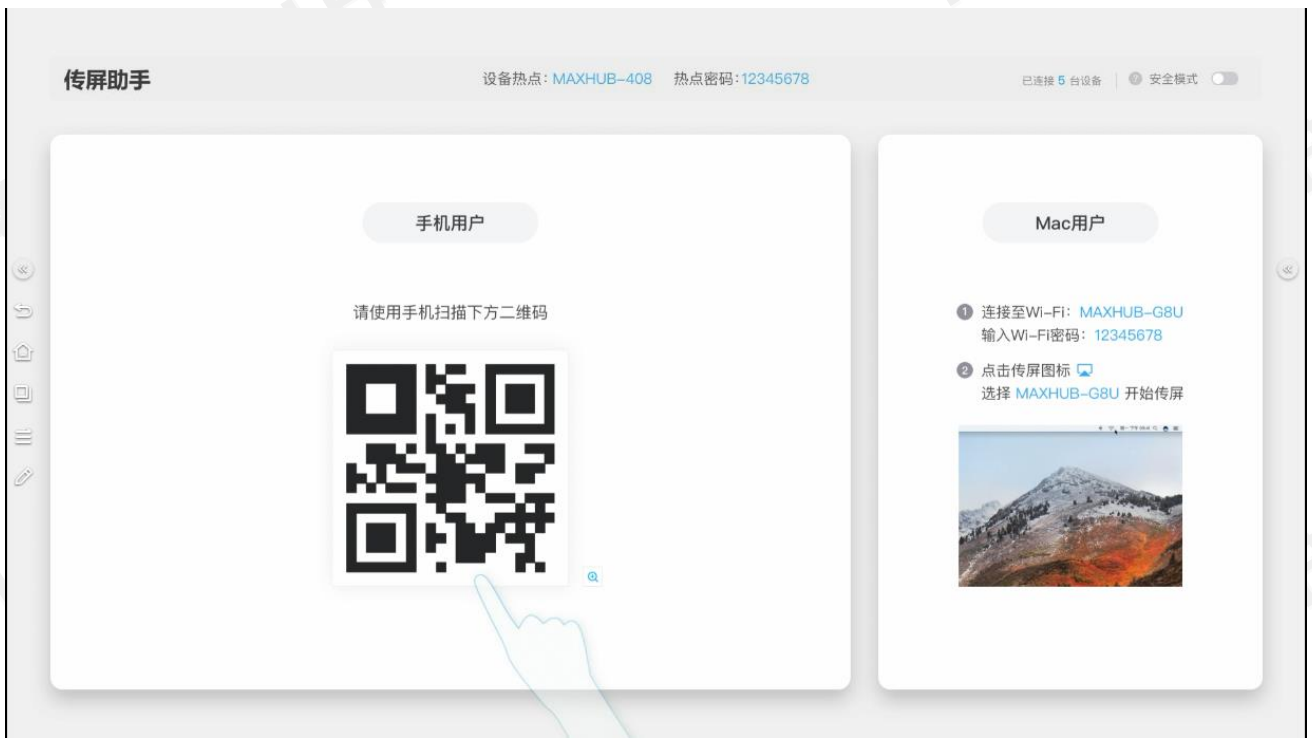 传屏助手
设备热点：MAXHUB-408 热点密码：12345678
已连接 5 台设备 ? 安全模式
手机用户
请使用手机扫描下方二维码
Mac用户
1 连接至Wi-Fi：MAXHUB-G8U
输入Wi-Fi密码：12345678
2 点击传屏图标
选择 MAXHUB-G8U 开始传屏